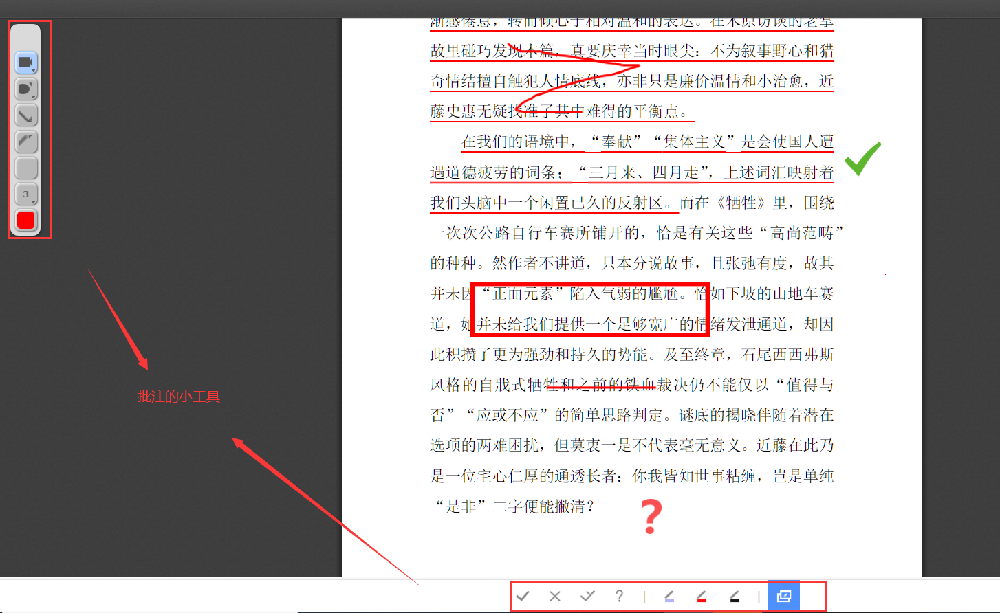 渐感倦怠，转而倾心于相对温和的表达。在木原访谈的老掌
故里碰巧发现本篇，真要庆幸当时眼尖：不为叙事野心和猎
奇情结擅自触犯人情底线，亦非只是廉价温情和小治愈，近
藤史惠无疑找准了其中难得的平衡点。
在我们的语境中，“奉献”“集体主义”是会使国人遭
遇道德疲劳的词条；“三月来、四月走”，上述词汇映射着
我们头脑中一个闲置已久的反射区。而在《牺牲》里，围绕
一次次公路自行车赛所铺开的，恰是有关这些“高尚范畴”
的种种。然作者不讲道，只本分说故事，且张弛有度，故其
并未因“正面元素”陷入气弱的尴尬。恰如下坡的山地车赛
道，她并未给我们提供一个足够宽广的情绪发泄通道，却因
此积攒了更为强劲和持久的势能。及至终章，石尾西西弗斯
风格的自戕式牺牲和之前的铁血裁决仍不能仅以“值得与
否”“应或不应”的简单思路判定。谜底的揭晓伴随着潜在
选项的两难困扰，但莫衷一是不代表毫无意义。近藤在此乃
是一位宅心仁厚的通透长者：你我皆知世事粘缠，岂是单纯
“是非”二字便能撇清？
?
3
批注的小工具
?